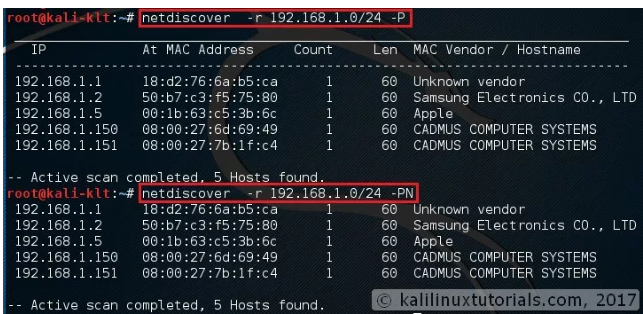 root@kali-klt:~# netdiscover -r 192.168.1.0/24 -P
IP At MAC Address Count Len MAC Vendor / Hostname
-----------------------------------------------------------------------------
192.168.1.1 18:d2:76:6a:b5:ca 1 60 Unknown vendor
192.168.1.2 50:b7:c3:f5:75:80 1 60 Samsung Electronics CO., LTD
192.168.1.5 00:1b:63:c5:3b:6c 1 60 Apple
192.168.1.150 08:00:27:6d:69:49 1 60 CADMUS COMPUTER SYSTEMS
192.168.1.151 08:00:27:7b:1f:c4 1 60 CADMUS COMPUTER SYSTEMS
-- Active scan completed, 5 Hosts found.
root@kali-klt:~# netdiscover -r 192.168.1.0/24 -PN
192.168.1.1 18:d2:76:6a:b5:ca 1 60 Unknown vendor
192.168.1.2 50:b7:c3:f5:75:80 1 60 Samsung Electronics CO., LTD
192.168.1.5 00:1b:63:c5:3b:6c 1 60 Apple
192.168.1.150 08:00:27:6d:69:49 1 60 CADMUS COMPUTER SYSTEMS
192.168.1.151 08:00:27:7b:1f:c4 1 60 CADMUS COMPUTER SYSTEMS
-- Active scan completed, 5 Hosts found.
© kalilinuxtutorials.com, 2017